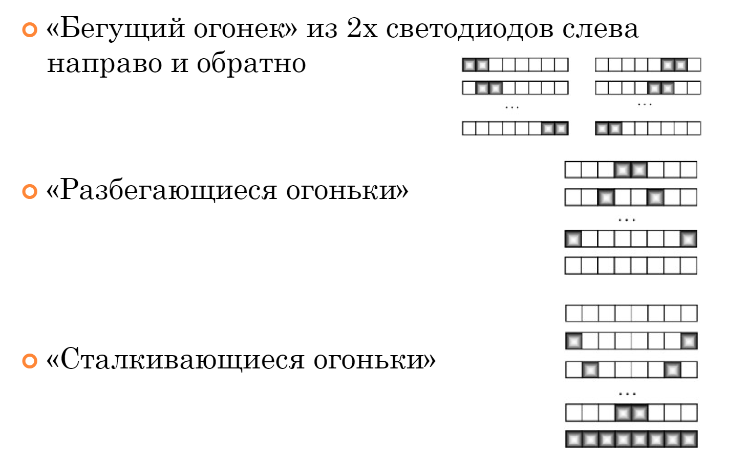 «Бегущий огонек» из 2х светодиодов слева
направо и обратно
...
...
«Разбегающиеся огоньки»
...
«Сталкивающиеся огоньки»
...